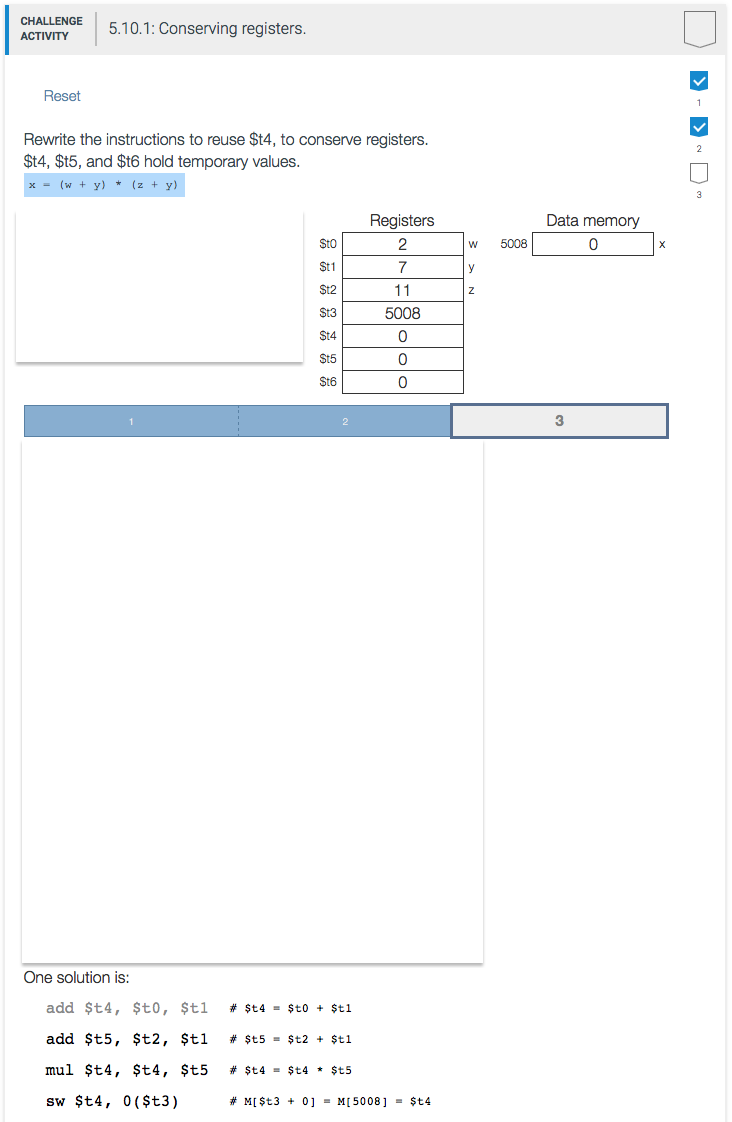 CHALLENGE
ACTIVITY
5.10.1: Conserving registers.
Reset
1
2
3
Rewrite the instructions to reuse $t4, to conserve registers.
$t4, $t5, and $t6 hold temporary values.
x = (w + y) * (z + y)
Registers
$t0 2 w
$t1 7 y
$t2 11 z
$t3 5008
$t4 0
$t5 0
$t6 0
Data memory
5008 0 x
1 2 3
One solution is:
add $t4, $t0, $t1 # $t4 = $t0 + $t1
add $t5, $t2, $t1 # $t5 = $t2 + $t1
mul $t4, $t4, $t5 # $t4 = $t4 * $t5
sw $t4, 0($t3) # M[$t3 + 0] = M[5008] = $t4